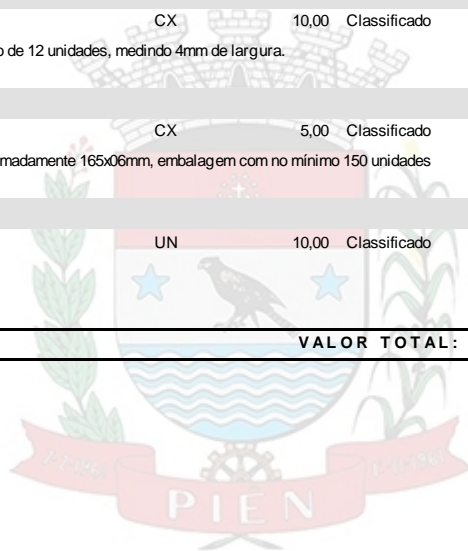 CX 10,00 Classificado
o de 12 unidades, medindo 4mm de largura.
CX 5,00 Classificado
madamente 165x06mm, embalagem com no mínimo 150 unidades
UN 10,00 Classificado
VALOR TOTAL:
PIEN